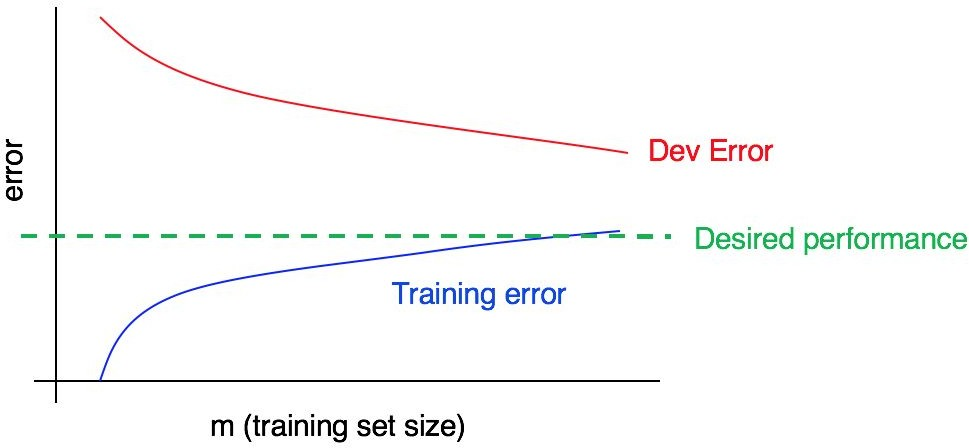 error
Dev Error
Desired performance
Training error
m (training set size)